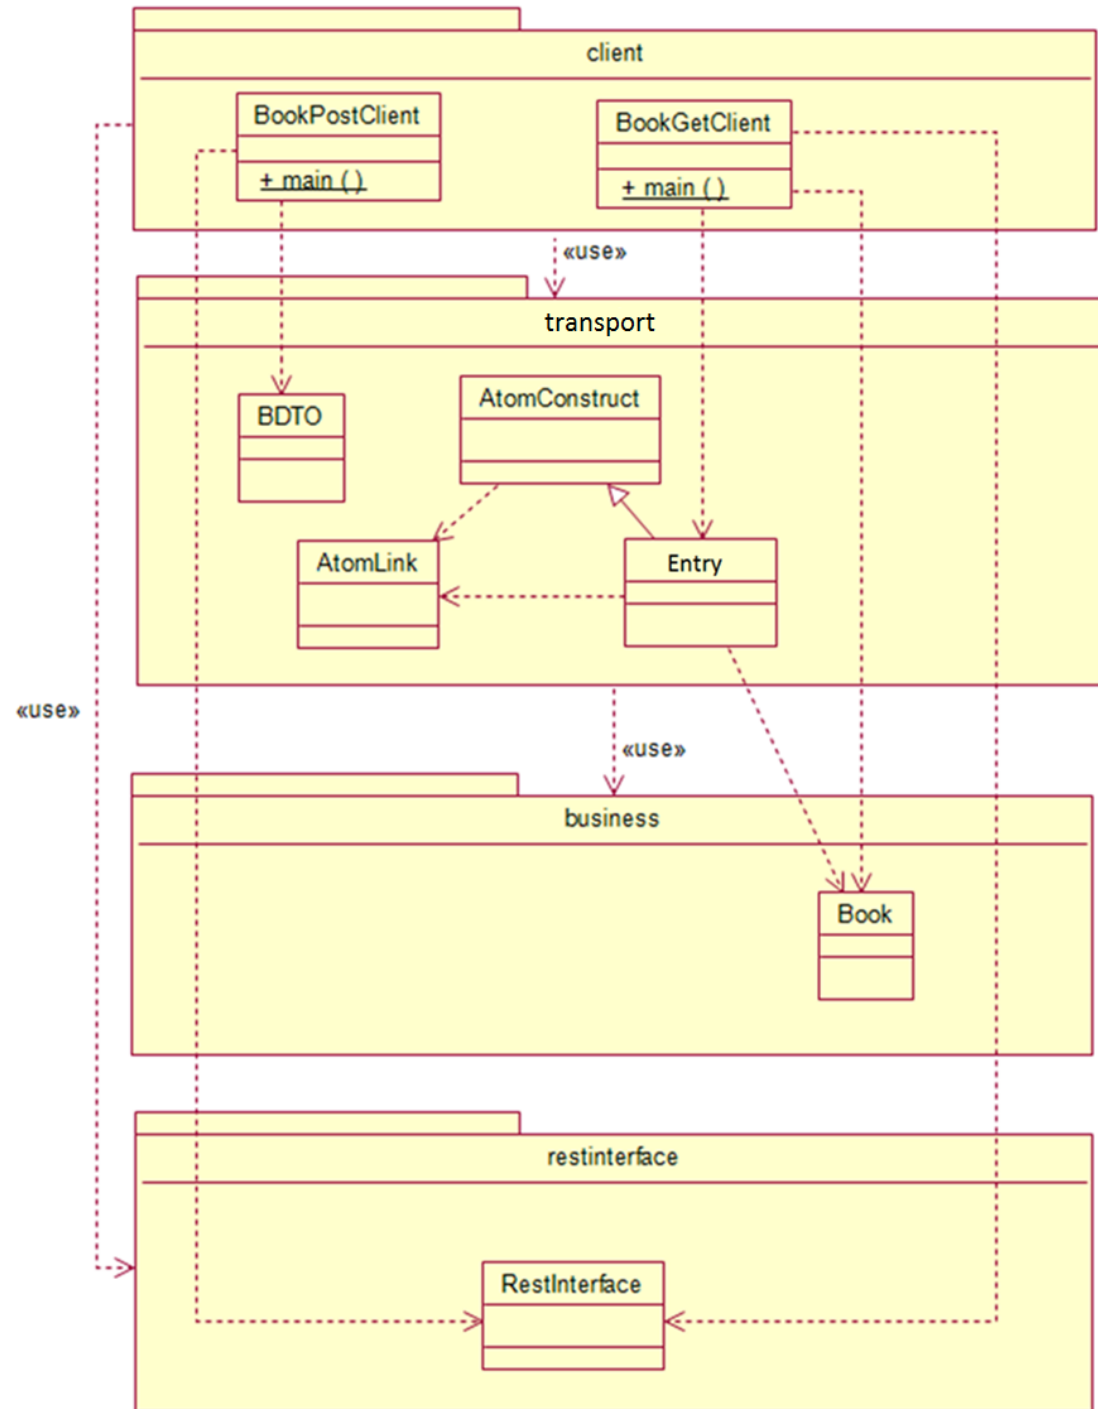 client
BookPostClient
+ main ( )
BookGetClient
+ main ( )
«use»
transport
BDTO
AtomConstruct
AtomLink
Entry
«use»
«use»
business
Book
restinterface
RestInterface